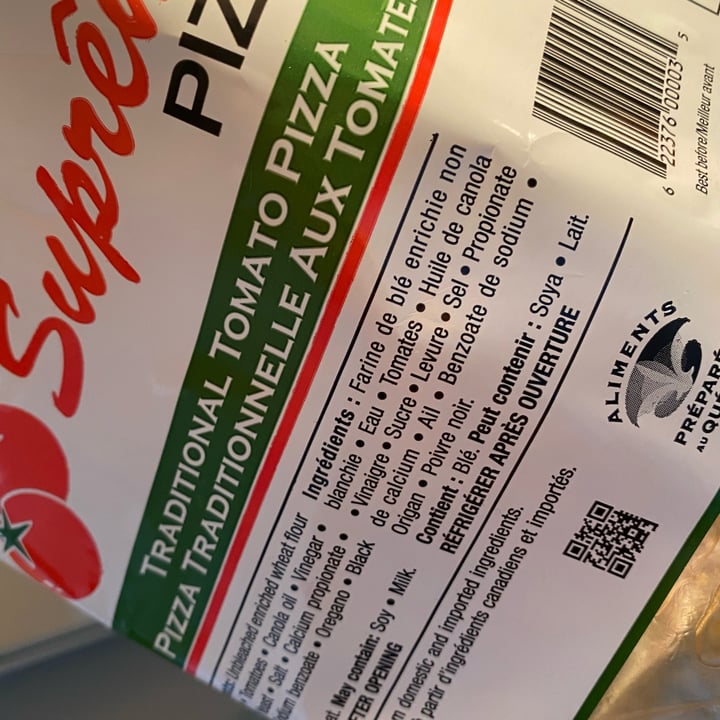 Suprê
PIZ
TRADITIONAL TOMATO PIZZA
PIZZA TRADITIONNELLE AUX TOMATE
Unbleached enriched wheat flour
Tomatoes • Canola oil • Vinegar •
• Salt • Calcium propionate •
benzoate • Oregano • Black
May contain: Soy • Milk.
AFTER OPENING
domestic and imported ingredients.
partir d'ingrédients canadiens et importés.
Ingrédients : Farine de blé enrichie non
blanchie • Eau • Tomates • Huile de canola
• Vinaigre • Sucre • Levure • Sel • Propionate
de calcium • Ail • Benzoate de sodium •
Origan • Poivre noir.
Contient : Blé. Peut contenir : Soya • Lait.
RÉFRIGÉRER APRÈS OUVERTURE
ALIMENTS
PRÉPARÉ
AU QUÉ
6 22376 00003 5
Best before/Meilleur avant